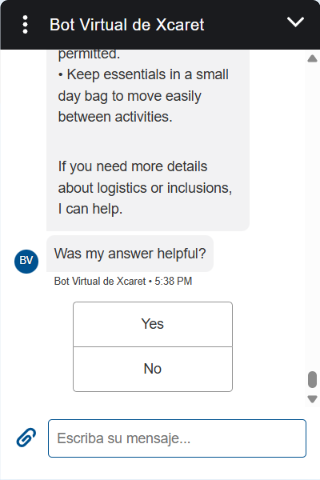 Bot Virtual de Xcaret
permitted.
• Keep essentials in a small
day bag to move easily
between activities.
If you need more details
about logistics or inclusions,
I can help.
Was my answer helpful?
BV
Bot Virtual de Xcaret • 5:38 PM
Yes
No
Escriba su mensaje...